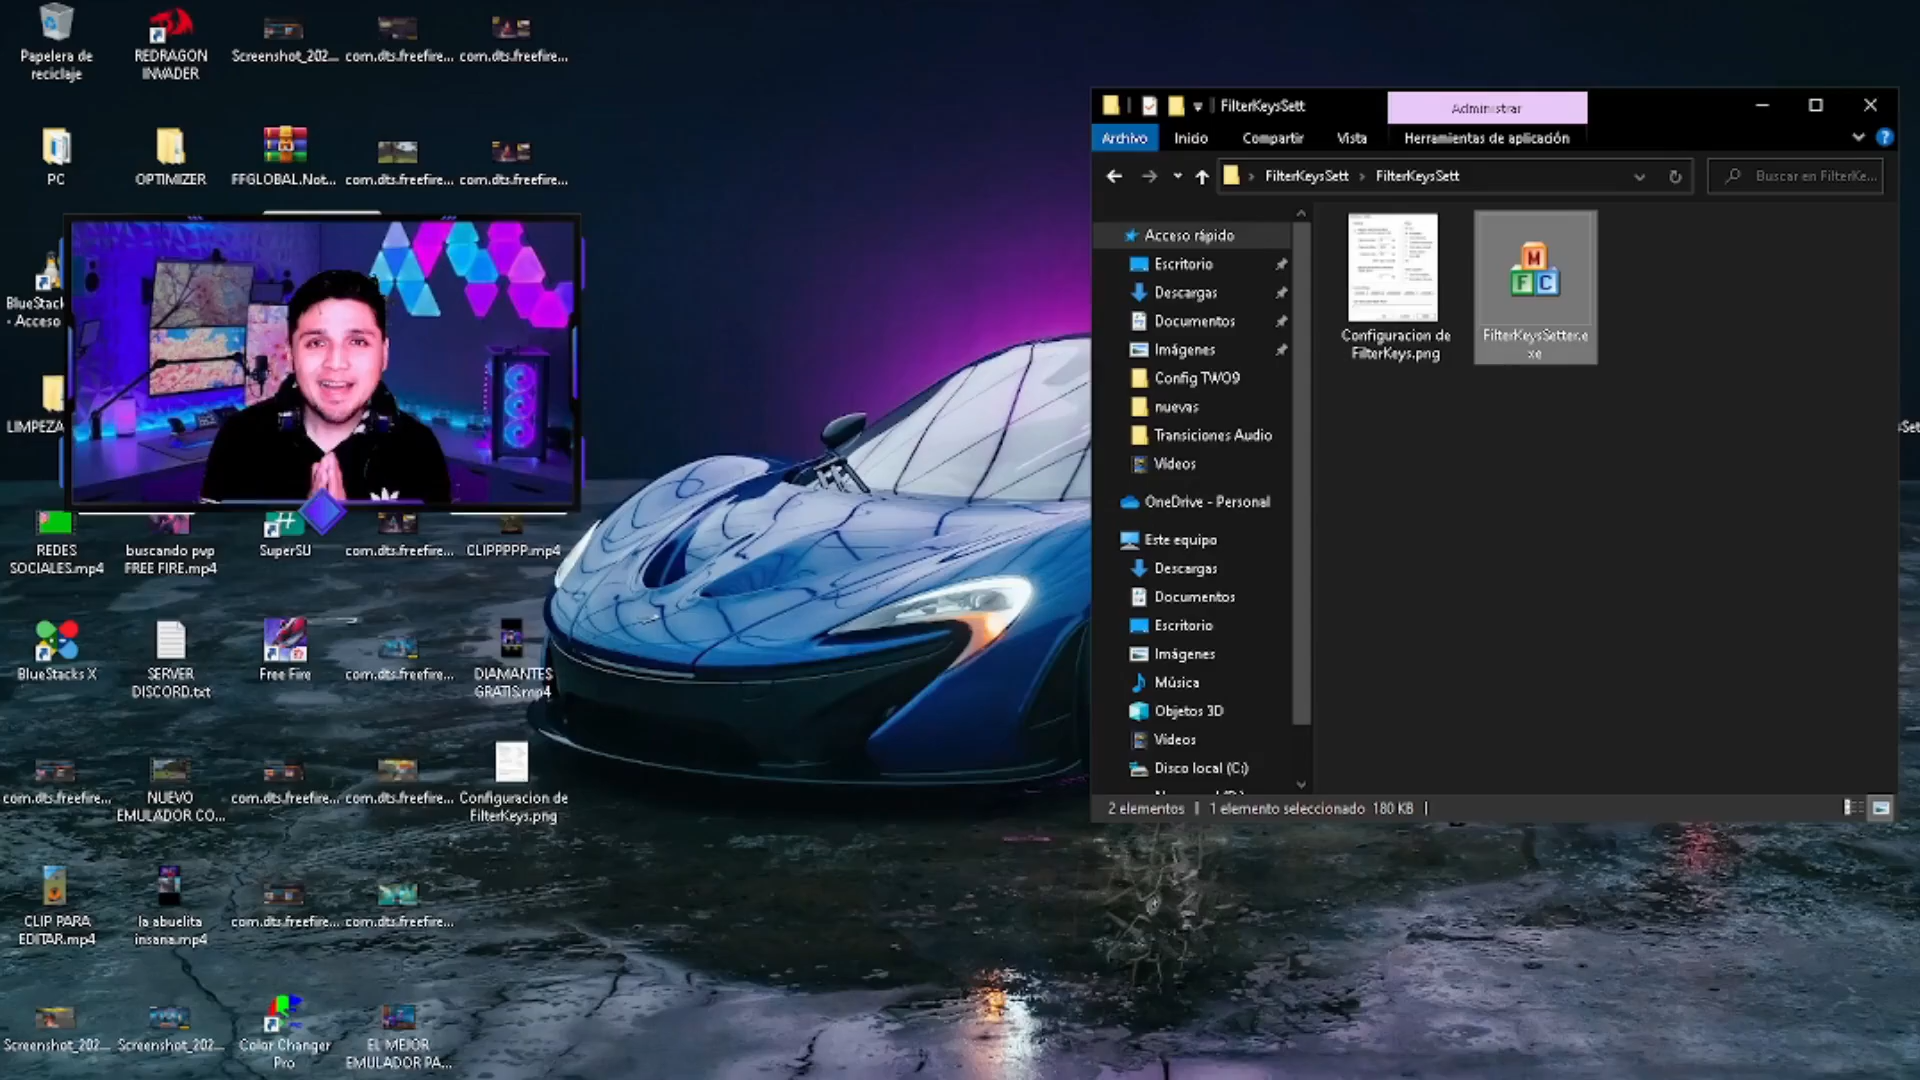 Papelera de
reciclaje
REDRAGON
INVADER
Screenshot_202...
com.dts.freefire...
com.dts.freefire...
PC
OPTIMIZER
FFGLOBAL.Not...
com.dts.freefire...
com.dts.freefire...
BlueStack
- Acceso
LIMPEZA
REDES
SOCIALES.mp4
buscando pvp
FREE FIRE.mp4
SuperSU
com.dts.freefire...
CLIPPPPP.mp4
BlueStacks X
SERVER
DISCORD.txt
Free Fire
com.dts.freefire...
DIAMANTES
GRATIS.mp4
com.dts.freefire...
NUEVO
EMULADOR CO...
com.dts.freefire...
com.dts.freefire...
Configuracion de
FilterKeys.png
CLIP PARA
EDITAR.mp4
la abuelita
insana.mp4
com.dts.freefire...
com.dts.freefire...
Screenshot_202...
Screenshot_202...
Color Changer
Pro
EL MEJOR
EMULADOR PA...
FilterKeysSett
Administrar
Archivo
Inicio
Compartir
Vista
Herramientas de aplicación
FilterKeysSett
FilterKeysSett
Buscar en FilterKe...
Acceso rápido
Escritorio
Descargas
Documentos
Imágenes
Config TWO9
nuevas
Transiciones Audio
Vídeos
OneDrive - Personal
Este equipo
Descargas
Documentos
Escritorio
Imágenes
Música
Objetos 3D
Vídeos
Disco local (C:)
Configuracion de
FilterKeys.png
FilterKeysSetter.e
xe
M
F C
2 elementos
1 elemento seleccionado 180 KB